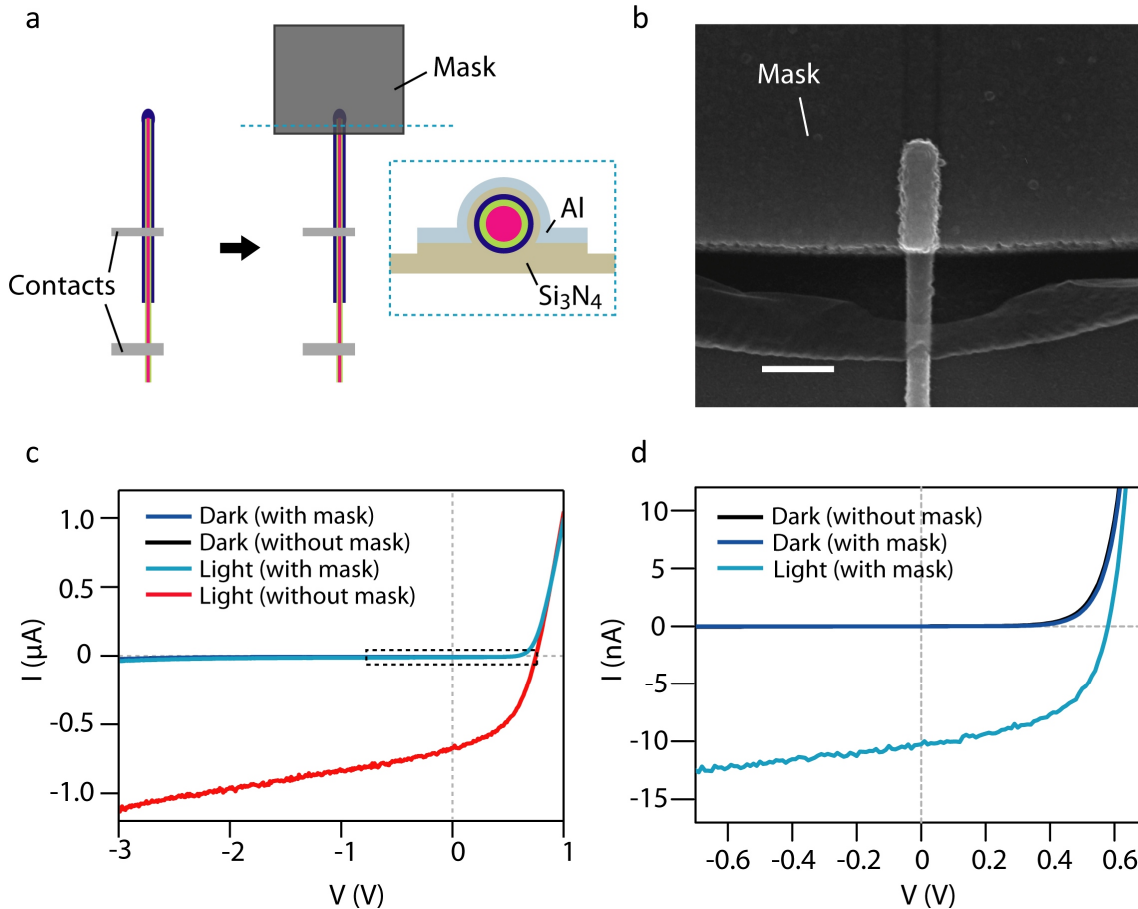 a
Mask
Contacts
Al
Si₃N₄
b
Mask
c
Dark (with mask)
Dark (without mask)
Light (with mask)
Light (without mask)
1.0
0.5
0
-0.5
-1.0
I (μA)
-3
-2
-1
0
1
V (V)
d
Dark (without mask)
Dark (with mask)
Light (with mask)
10
5
0
-5
-10
-15
I (nA)
-0.6
-0.4
-0.2
0
0.2
0.4
0.6
V (V)